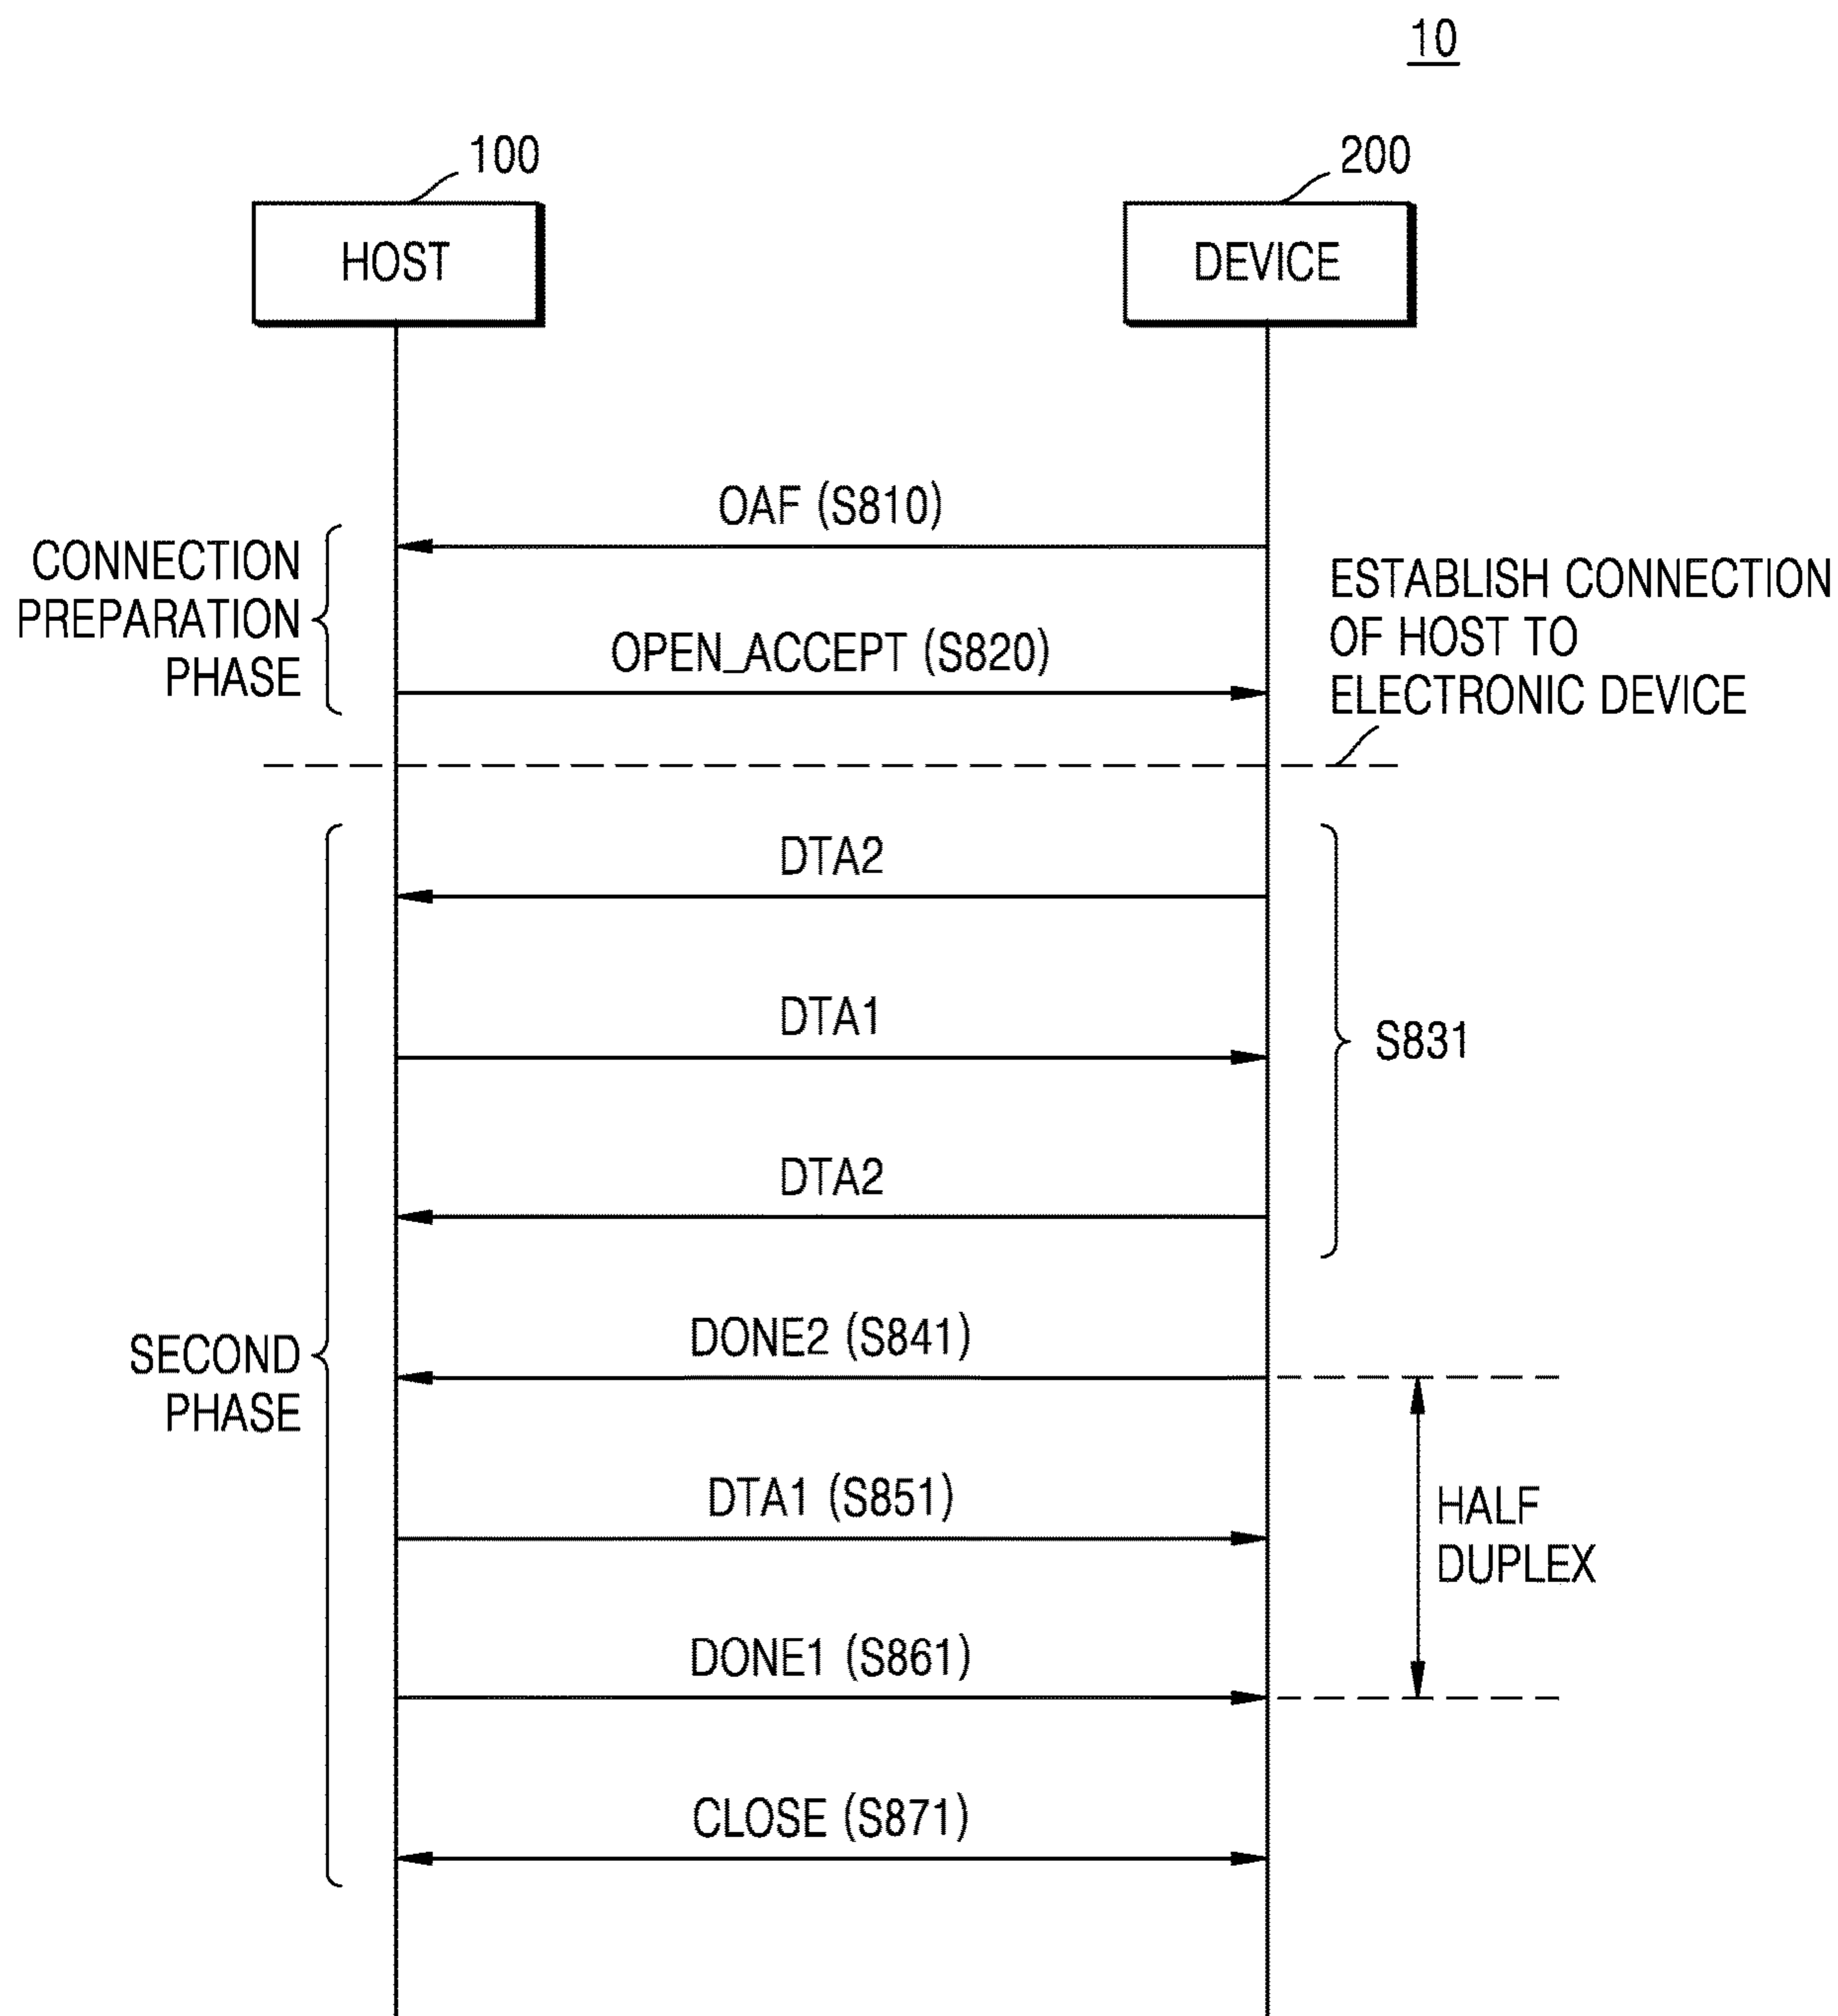 10
100
200
HOST
DEVICE
OAF (S810)
CONNECTION
PREPARATION
PHASE
OPEN_ACCEPT (S820)
ESTABLISH CONNECTION
OF HOST TO
ELECTRONIC DEVICE
DTA2
DTA1
DTA2
S831
DONE2 (S841)
SECOND
PHASE
DTA1 (S851)
HALF
DUPLEX
DONE1 (S861)
CLOSE (S871)